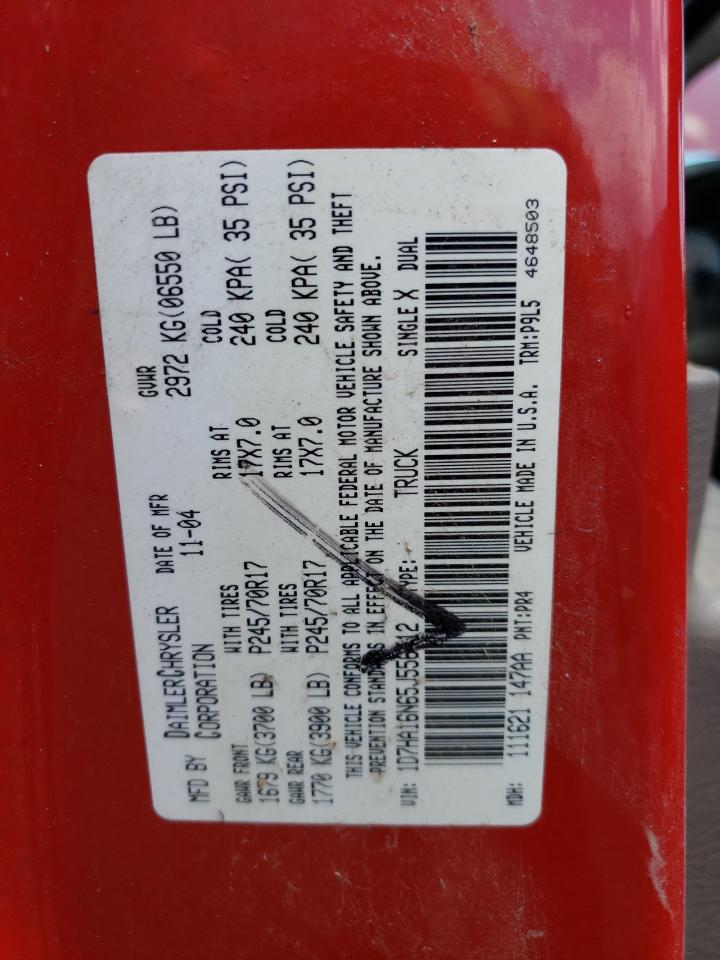 MFD BY DAIMLERCHRYSLER CORPORATION
DATE OF MFR 11-04
GVWR 2972 KG(06550 LB)
GAWR FRONT WITH TIRES RIMS AT COLD
1679 KG(3700 LB) P245/70R17 17X7.0 240 KPA( 35 PSI)
GAWR REAR WITH TIRES RIMS AT COLD
1770 KG(3900 LB) P245/70R17 17X7.0 240 KPA( 35 PSI)
THIS VEHICLE CONFORMS TO ALL APPLICABLE FEDERAL MOTOR VEHICLE SAFETY AND THEFT
PREVENTION STANDARDS IN EFFECT ON THE DATE OF MANUFACTURE SHOWN ABOVE.
VIN: TYPE: TRUCK SINGLE X DUAL
MDH: 111621 147AA PNT:PR4 VEHICLE MADE IN U.S.A. TRM:P9L5
4648503